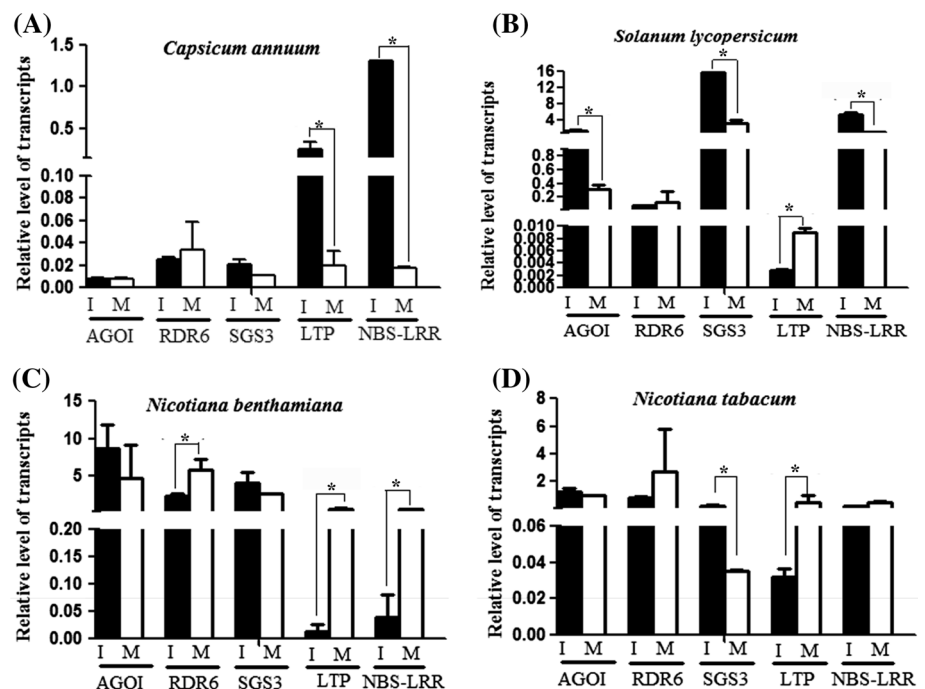 (A)
Capsicum annuum
Relative level of transcripts
1.5
1.0
0.5
0.10
0.08
0.06
0.04
0.02
0.00
*
*
I M I M I M I M I M
AGOI RDR6 SGS3 LTP NBS-LRR
(B)
Solanum lycopersicum
Relative level of transcripts
16
12
8
4
0.8
0.4
0.2
0.010
0.008
0.006
0.004
0.002
0.000
*
*
*
*
I M I M I M I M I M
AGOI RDR6 SGS3 LTP NBS-LRR
(C)
Nicotiana benthamiana
Relative level of transcripts
15
10
5
0.20
0.15
0.10
0.05
0.00
*
*
*
I M I M I M I M I M
AGOI RDR6 SGS3 LTP NBS-LRR
(D)
Nicotiana tabacum
Relative level of transcripts
8
6
4
2
0.06
0.04
0.02
0.00
*
*
I M I M I M I M I M
AGOI RDR6 SGS3 LTP NBS-LRR